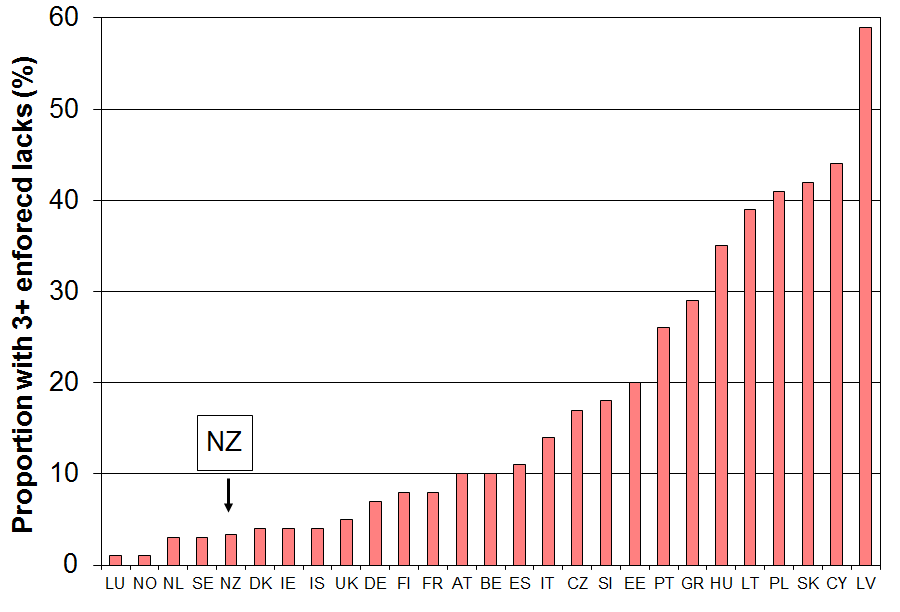 Proportion with 3+ enforecd lacks (%)
60
50
40
30
20
10
0
NZ
LU NO NL SE NZ DK IE IS UK DE FI FR AT BE ES IT CZ SI EE PT GR HU LT PL SK CY LV